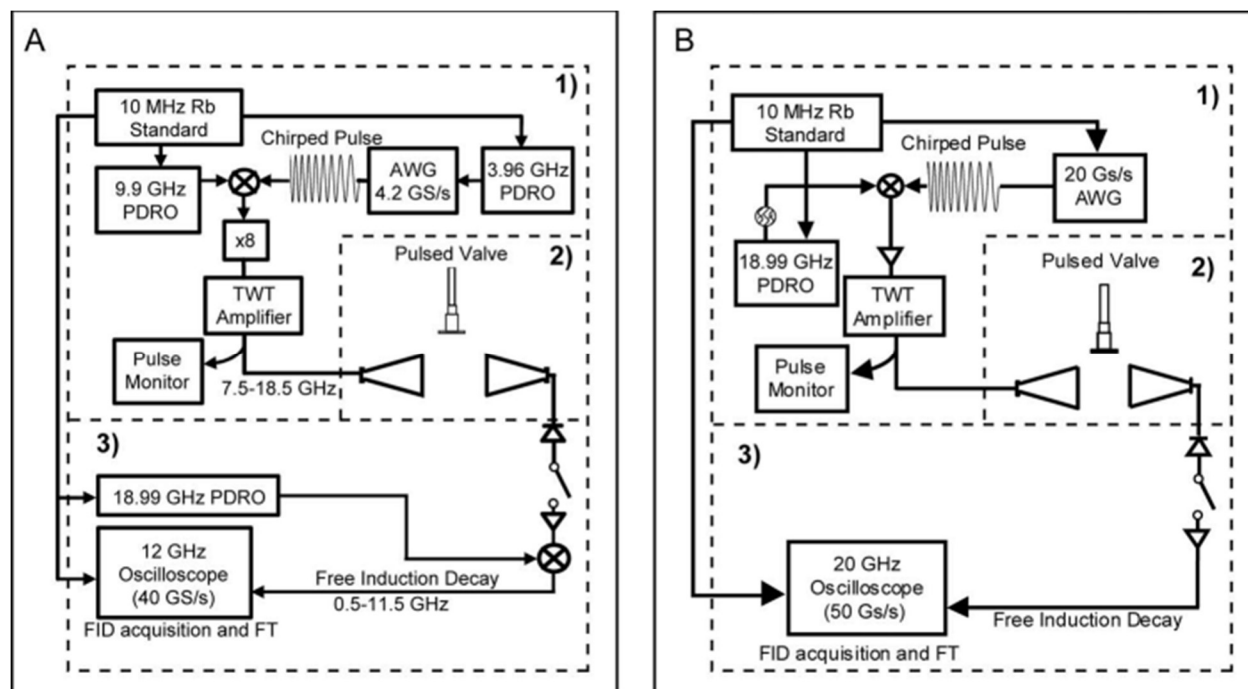 A
1)
10 MHz Rb
Standard
Chirped Pulse
9.9 GHz
PDRO
AWG
4.2 GS/s
3.96 GHz
PDRO
x8
2)
Pulsed Valve
TWT
Amplifier
Pulse
Monitor
7.5-18.5 GHz
3)
18.99 GHz PDRO
12 GHz
Oscilloscope
(40 GS/s)
Free Induction Decay
0.5-11.5 GHz
FID acquisition and FT
B
1)
10 MHz Rb
Standard
Chirped Pulse
20 Gs/s
AWG
18.99 GHz
PDRO
2)
Pulsed Valve
TWT
Amplifier
Pulse
Monitor
3)
20 GHz
Oscilloscope
(50 Gs/s)
Free Induction Decay
FID acquisition and FT